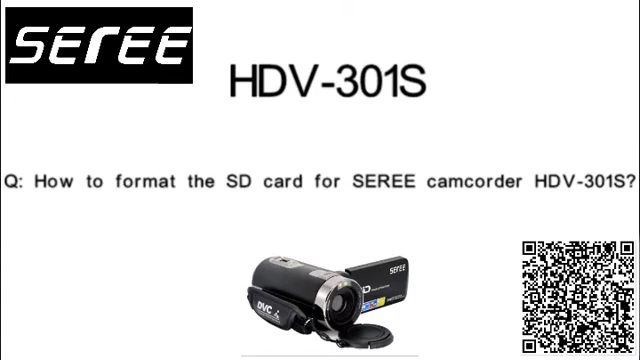 SEREE
HDV-301S
Q: How to format the SD card for SEREE camcorder HDV-301S?
SEREE
DVC